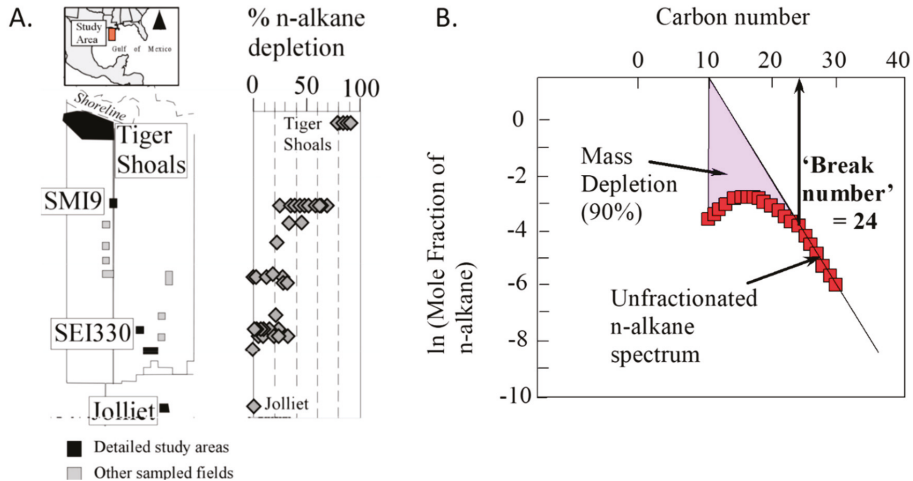 A.
Study
Area
Gulf of Mexico
Shoreline
Tiger
Shoals
SMI9
SEI330
Jolliet
Detailed study areas
Other sampled fields
% n-alkane
depletion
0 50 100
Tiger
Shoals
Jolliet
B.
Carbon number
0 10 20 30 40
ln (Mole Fraction of
n-alkane)
0
-2
-4
-6
-8
-10
Mass
Depletion
(90%)
‘Break
number’
= 24
Unfractionated
n-alkane
spectrum